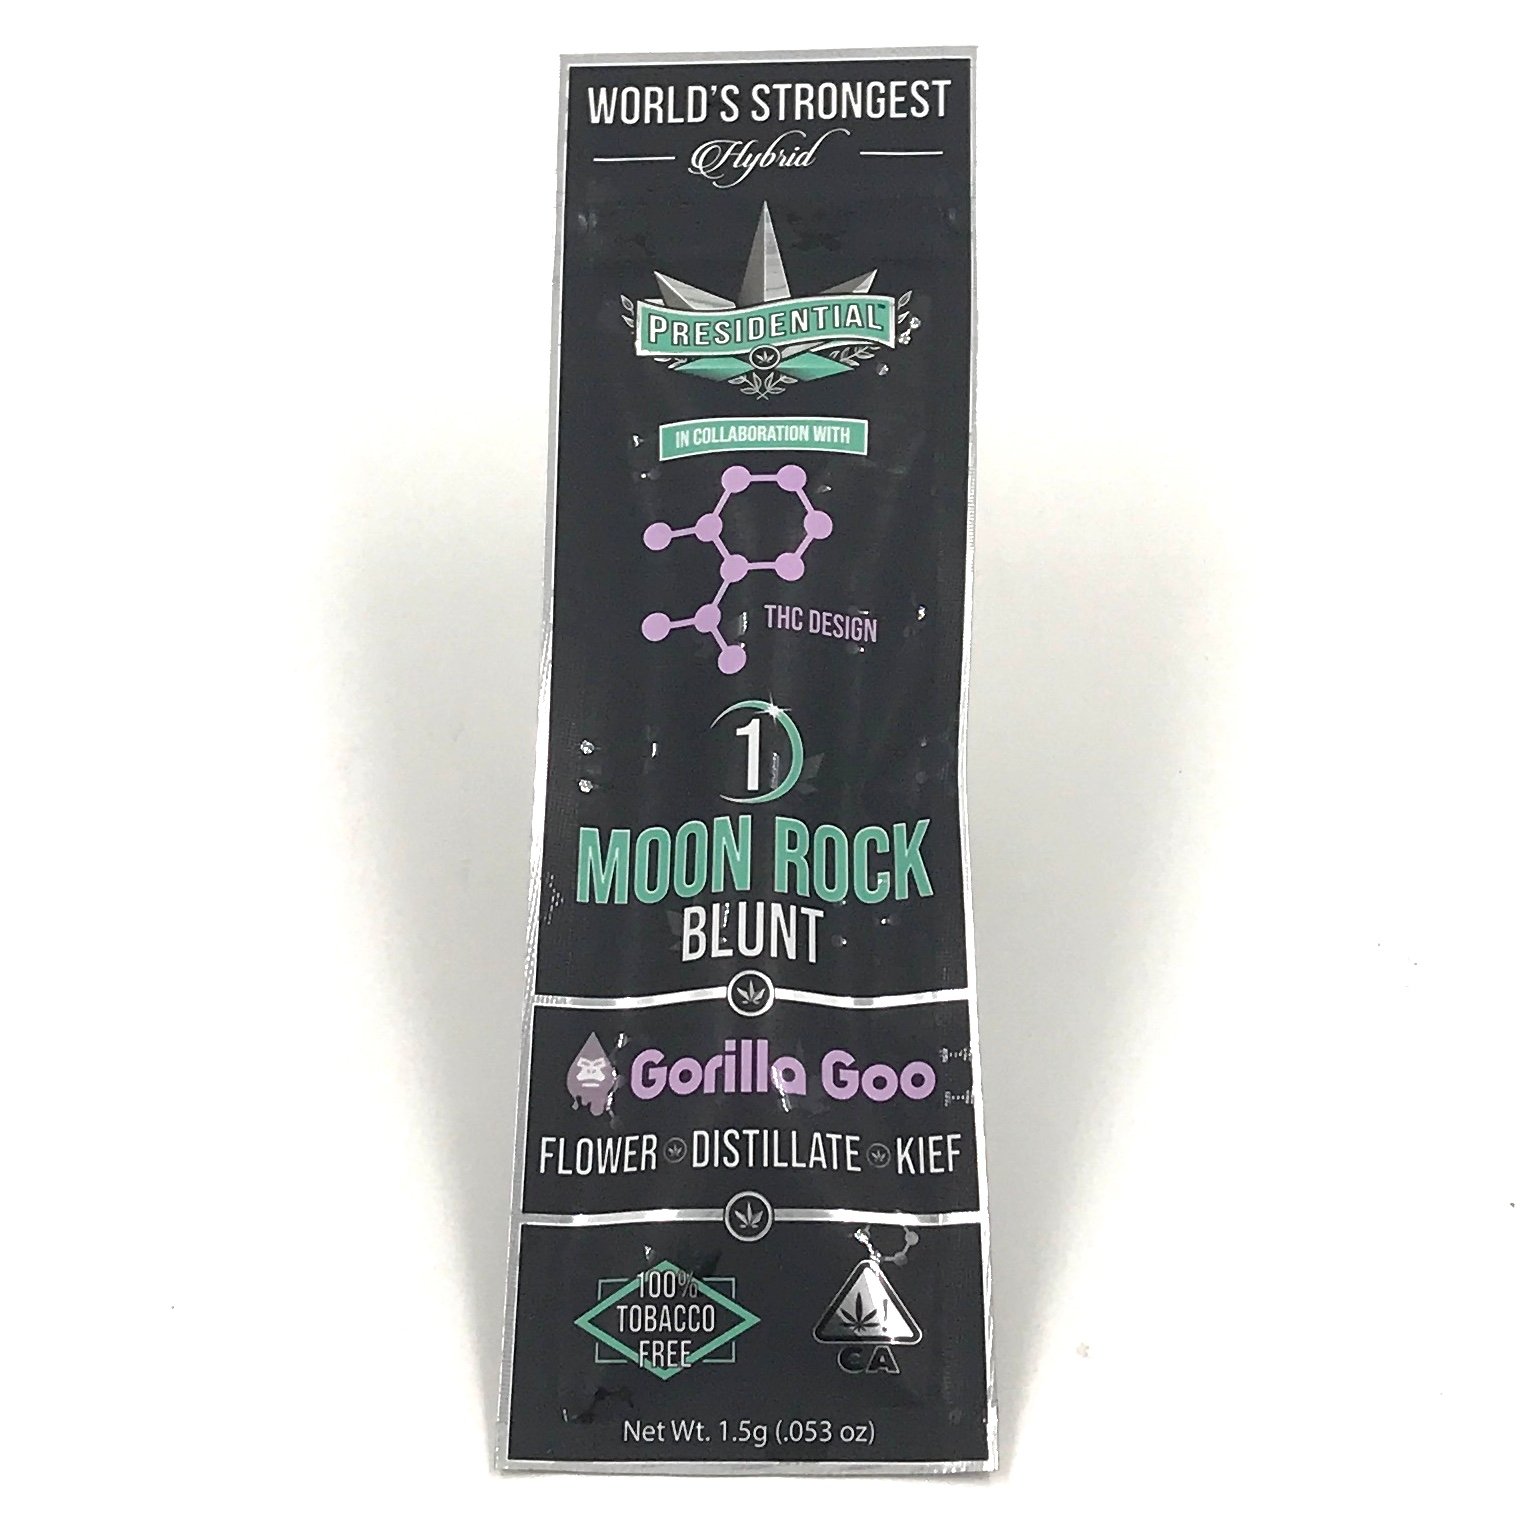 WORLD'S STRONGEST
Hybrid
PRESIDENTIAL™
IN COLLABORATION WITH
THC DESIGN
1
MOON ROCK
BLUNT
Gorilla Goo
FLOWER DISTILLATE KIEF
100%
TOBACCO
FREE
!
CA
Net Wt. 1.5g (.053 oz)